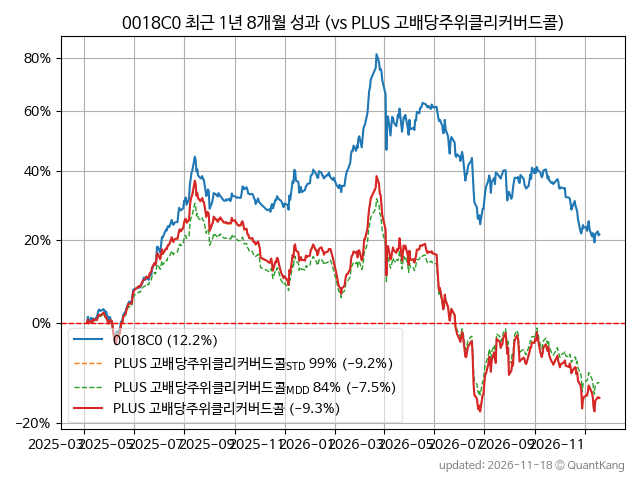 0018C0 최근 1년 8개월 성과 (vs PLUS 고배당주위클리커버드콜)
80%
60%
40%
20%
0%
−20%
0018C0 (12.2%)
PLUS 고배당주위클리커버드콜STD 99% (−9.2%)
PLUS 고배당주위클리커버드콜MDD 84% (−7.5%)
PLUS 고배당주위클리커버드콜 (−9.3%)
2025-03 2025-05 2025-07 2025-09 2025-11 2026-01 2026-03 2026-05 2026-07 2026-09 2026-11
updated: 2026-11-18 © QuantKang